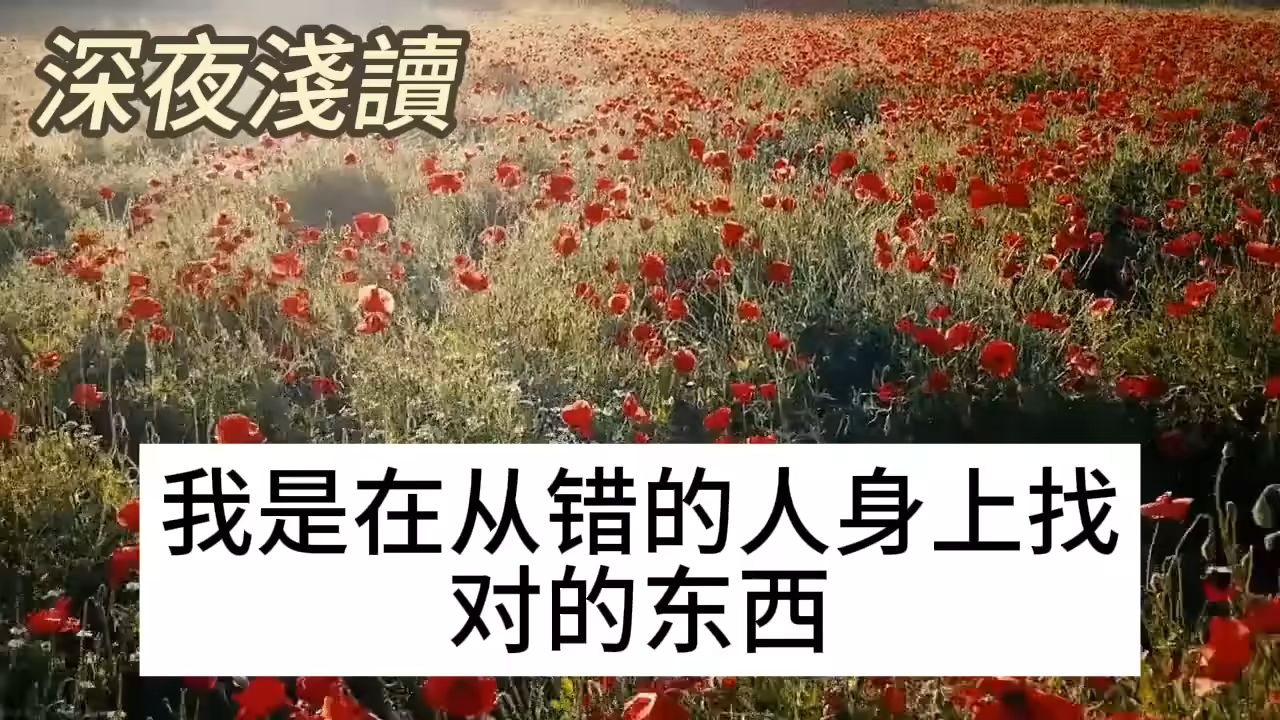 深夜淺讀
我是在从错的人身上找
对的东西